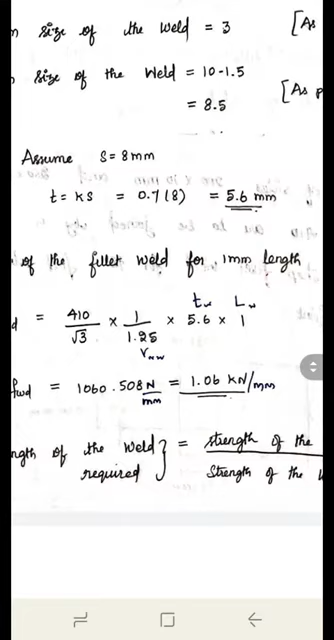 size of the weld = 3 [As
size of the Weld = 10-1.5 [As p
= 8.5
Assume S = 8mm
t = KS = 0.7(8) = 5.6 mm
of the fillet weld for 1mm length
d = 410/√3 × 1/1.25 × 5.6 × 1
tw Lw
γmw
fwd = 1060.508 N/mm = 1.06 kN/mm
ngth of the Weld required } = strength of the / Strength of the